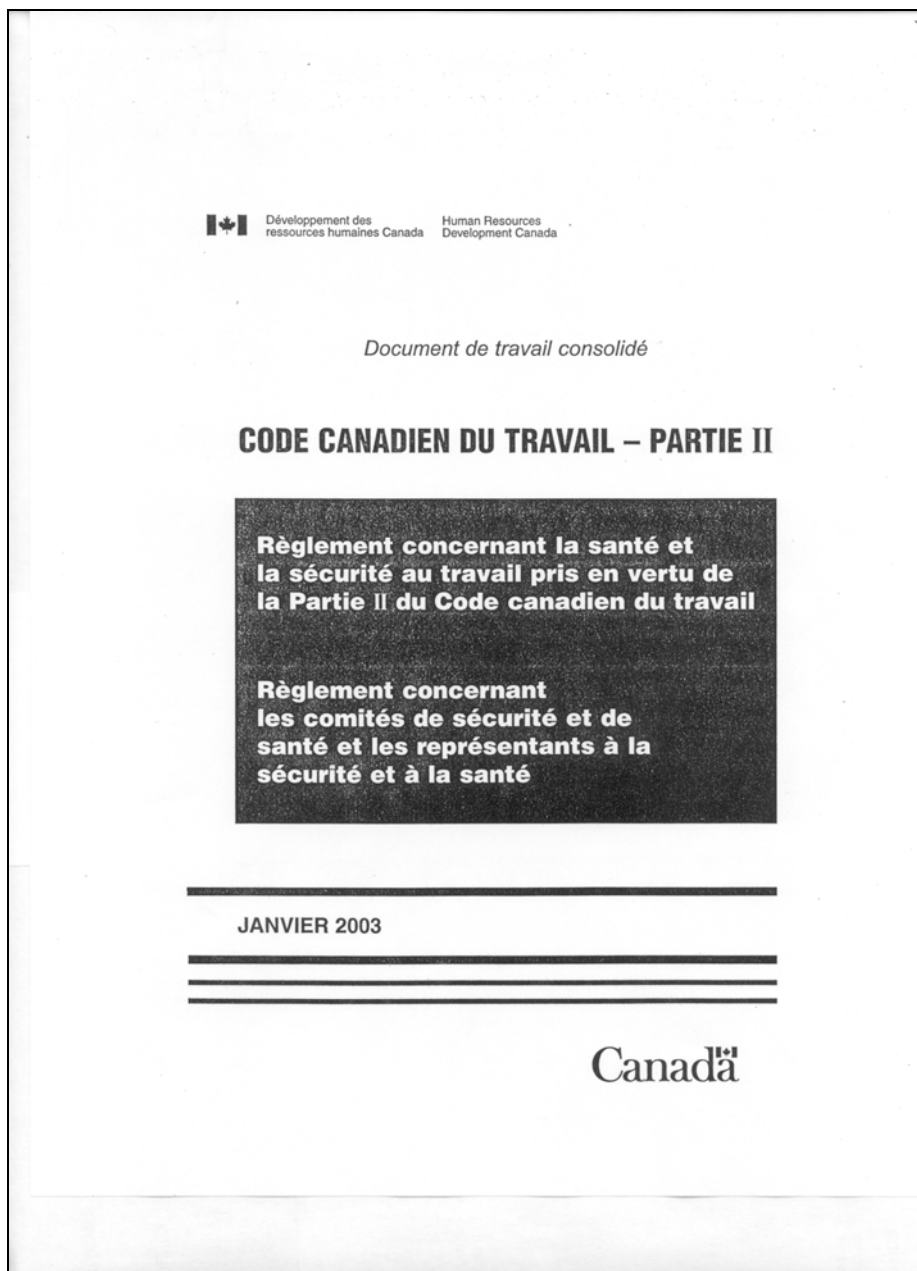 Développement des
ressources humaines Canada
Human Resources
Development Canada
Document de travail consolidé
CODE CANADIEN DU TRAVAIL – PARTIE II
Règlement concernant la santé et
la sécurité au travail pris en vertu de
la Partie II du Code canadien du travail
Règlement concernant
les comités de sécurité et de
santé et les représentants à la
sécurité et à la santé
JANVIER 2003
Canada